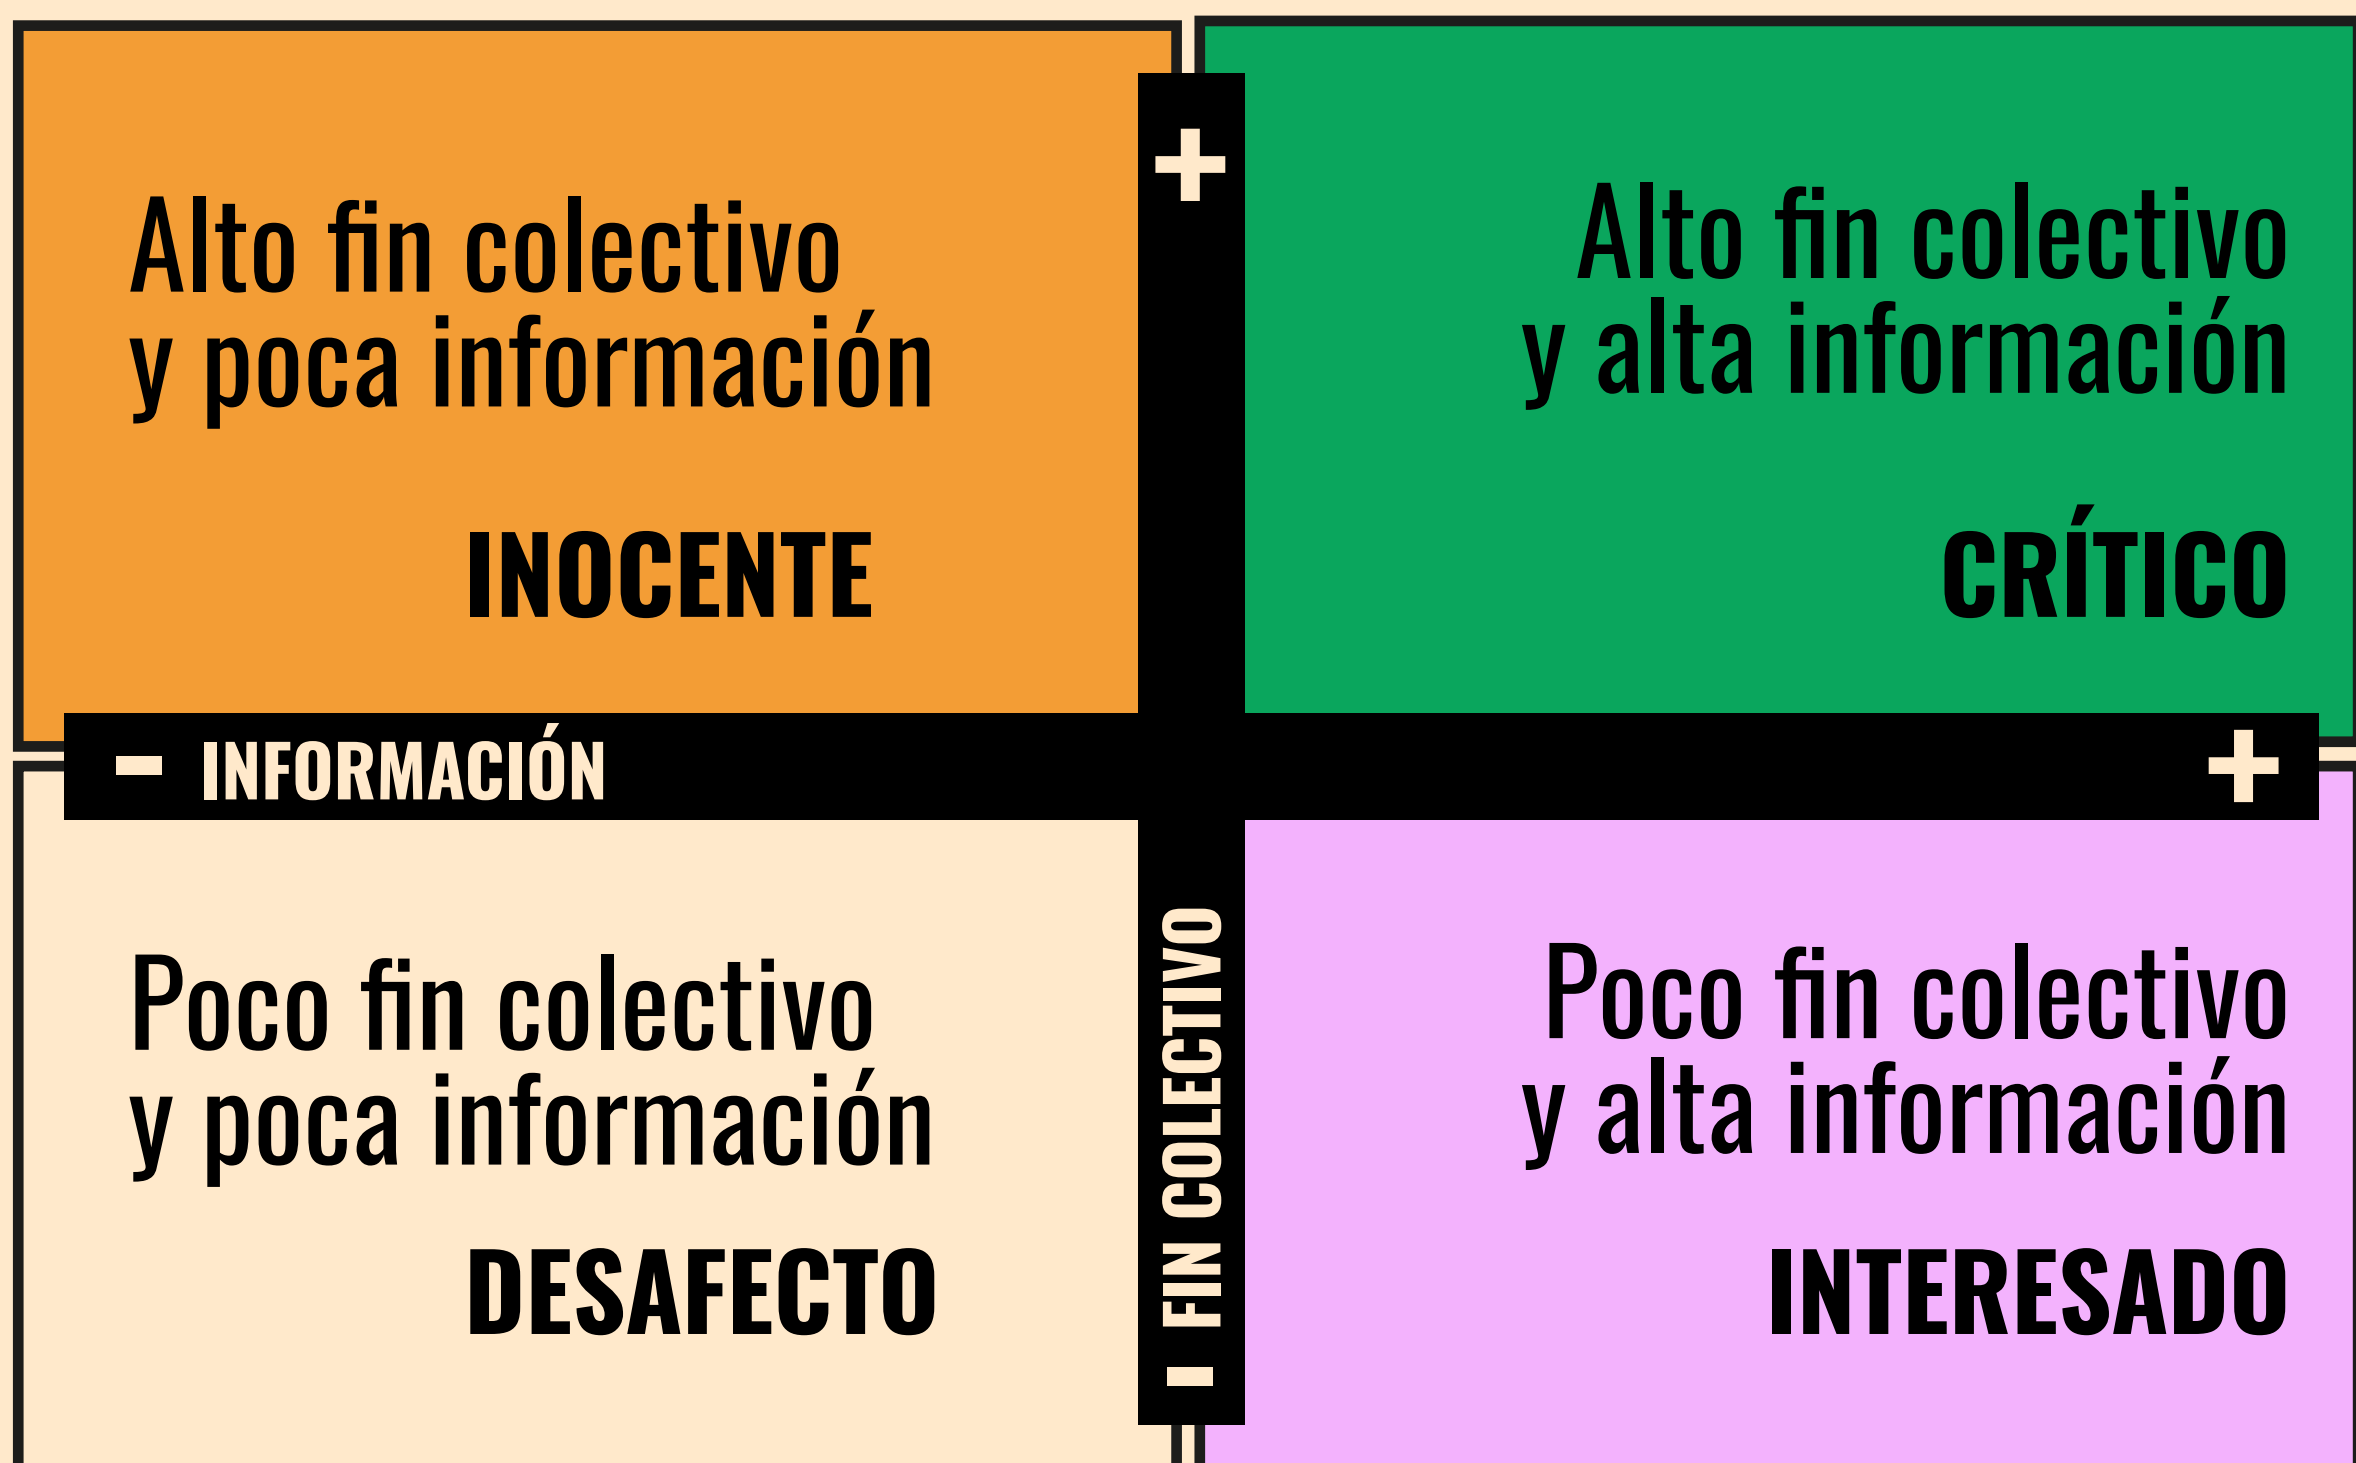 Alto fin colectivo
y poca información
INOCENTE
+
Alto fin colectivo
y alta información
CRÍTICO
- INFORMACIÓN
+
Poco fin colectivo
y poca información
DESAFECTO
- FIN COLECTIVO
Poco fin colectivo
y alta información
INTERESADO